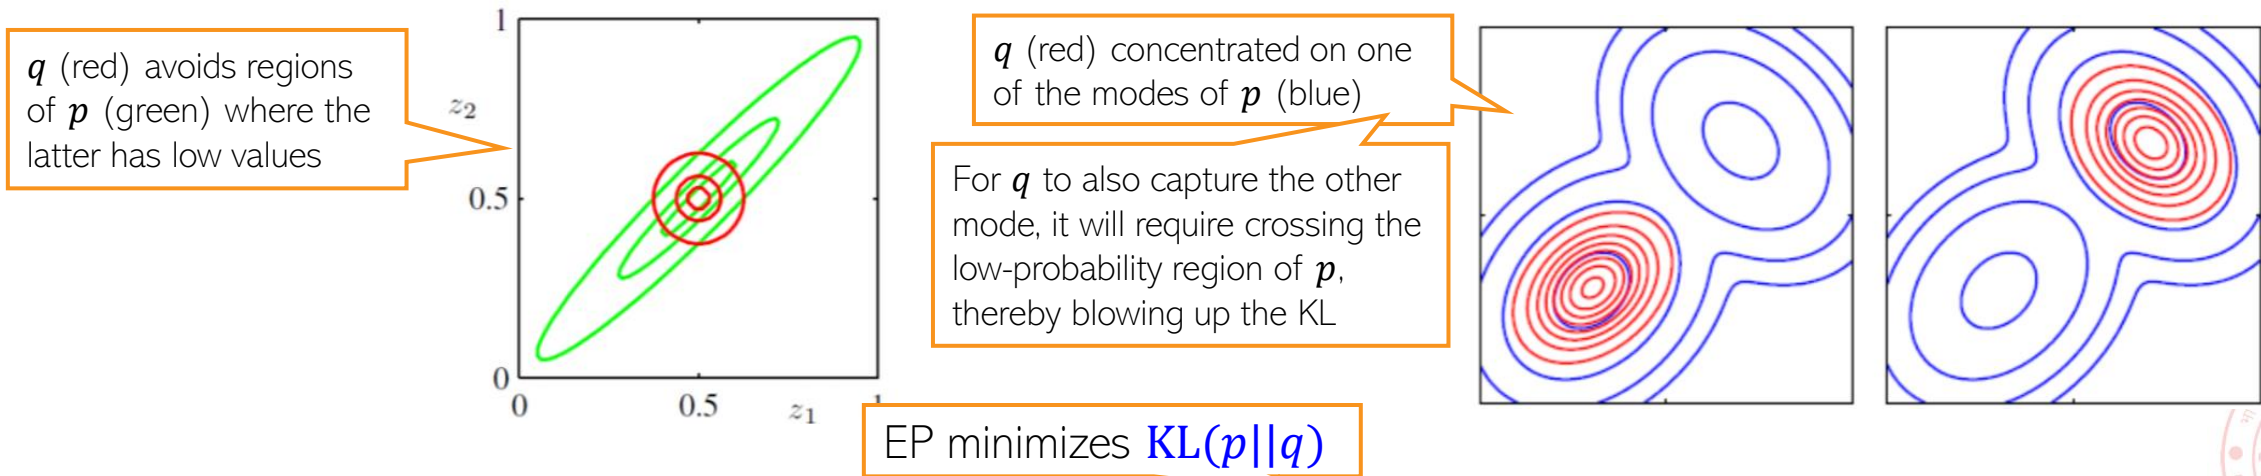 q (red) avoids regions
of p (green) where the
latter has low values
1
z₂
0.5
0
0
0.5
z₁
1
q (red) concentrated on one
of the modes of p (blue)
For q to also capture the other
mode, it will require crossing the
low-probability region of p,
thereby blowing up the KL
EP minimizes KL(p||q)